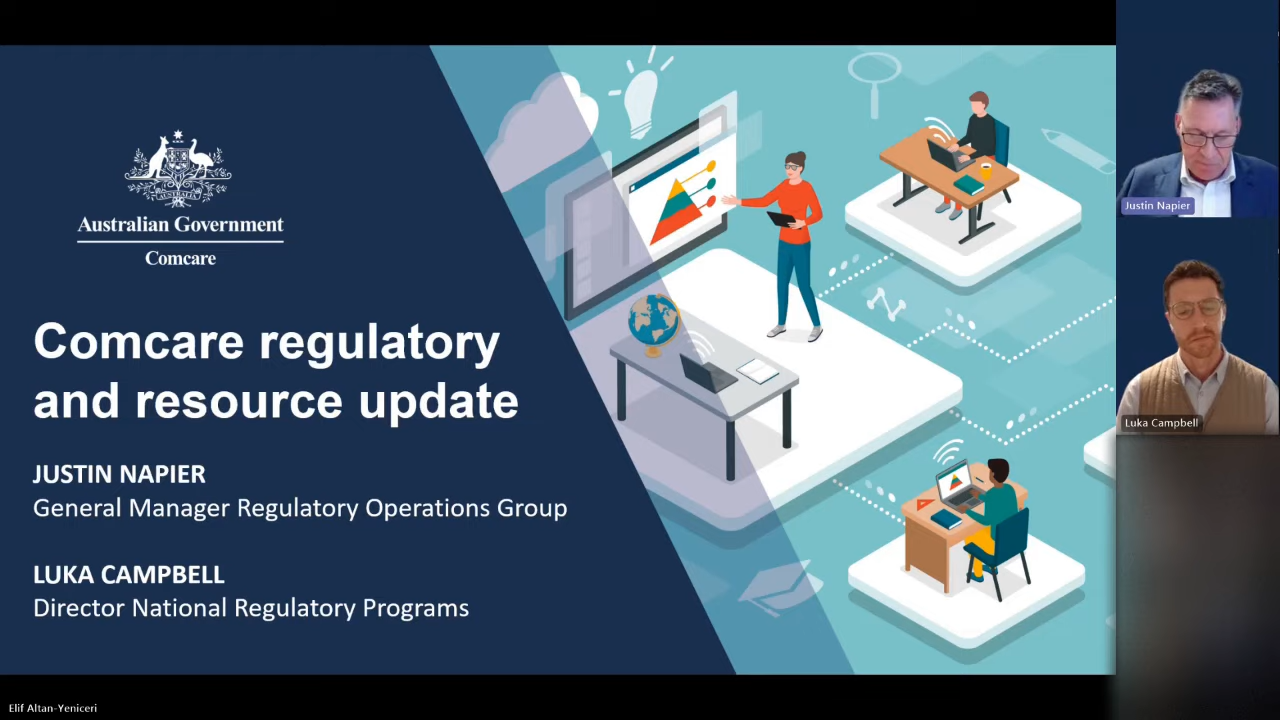 Australian Government
Comcare
Comcare regulatory
and resource update
JUSTIN NAPIER
General Manager Regulatory Operations Group
LUKA CAMPBELL
Director National Regulatory Programs
Justin Napier
Luka Campbell
Elif Altan-Yeniceri